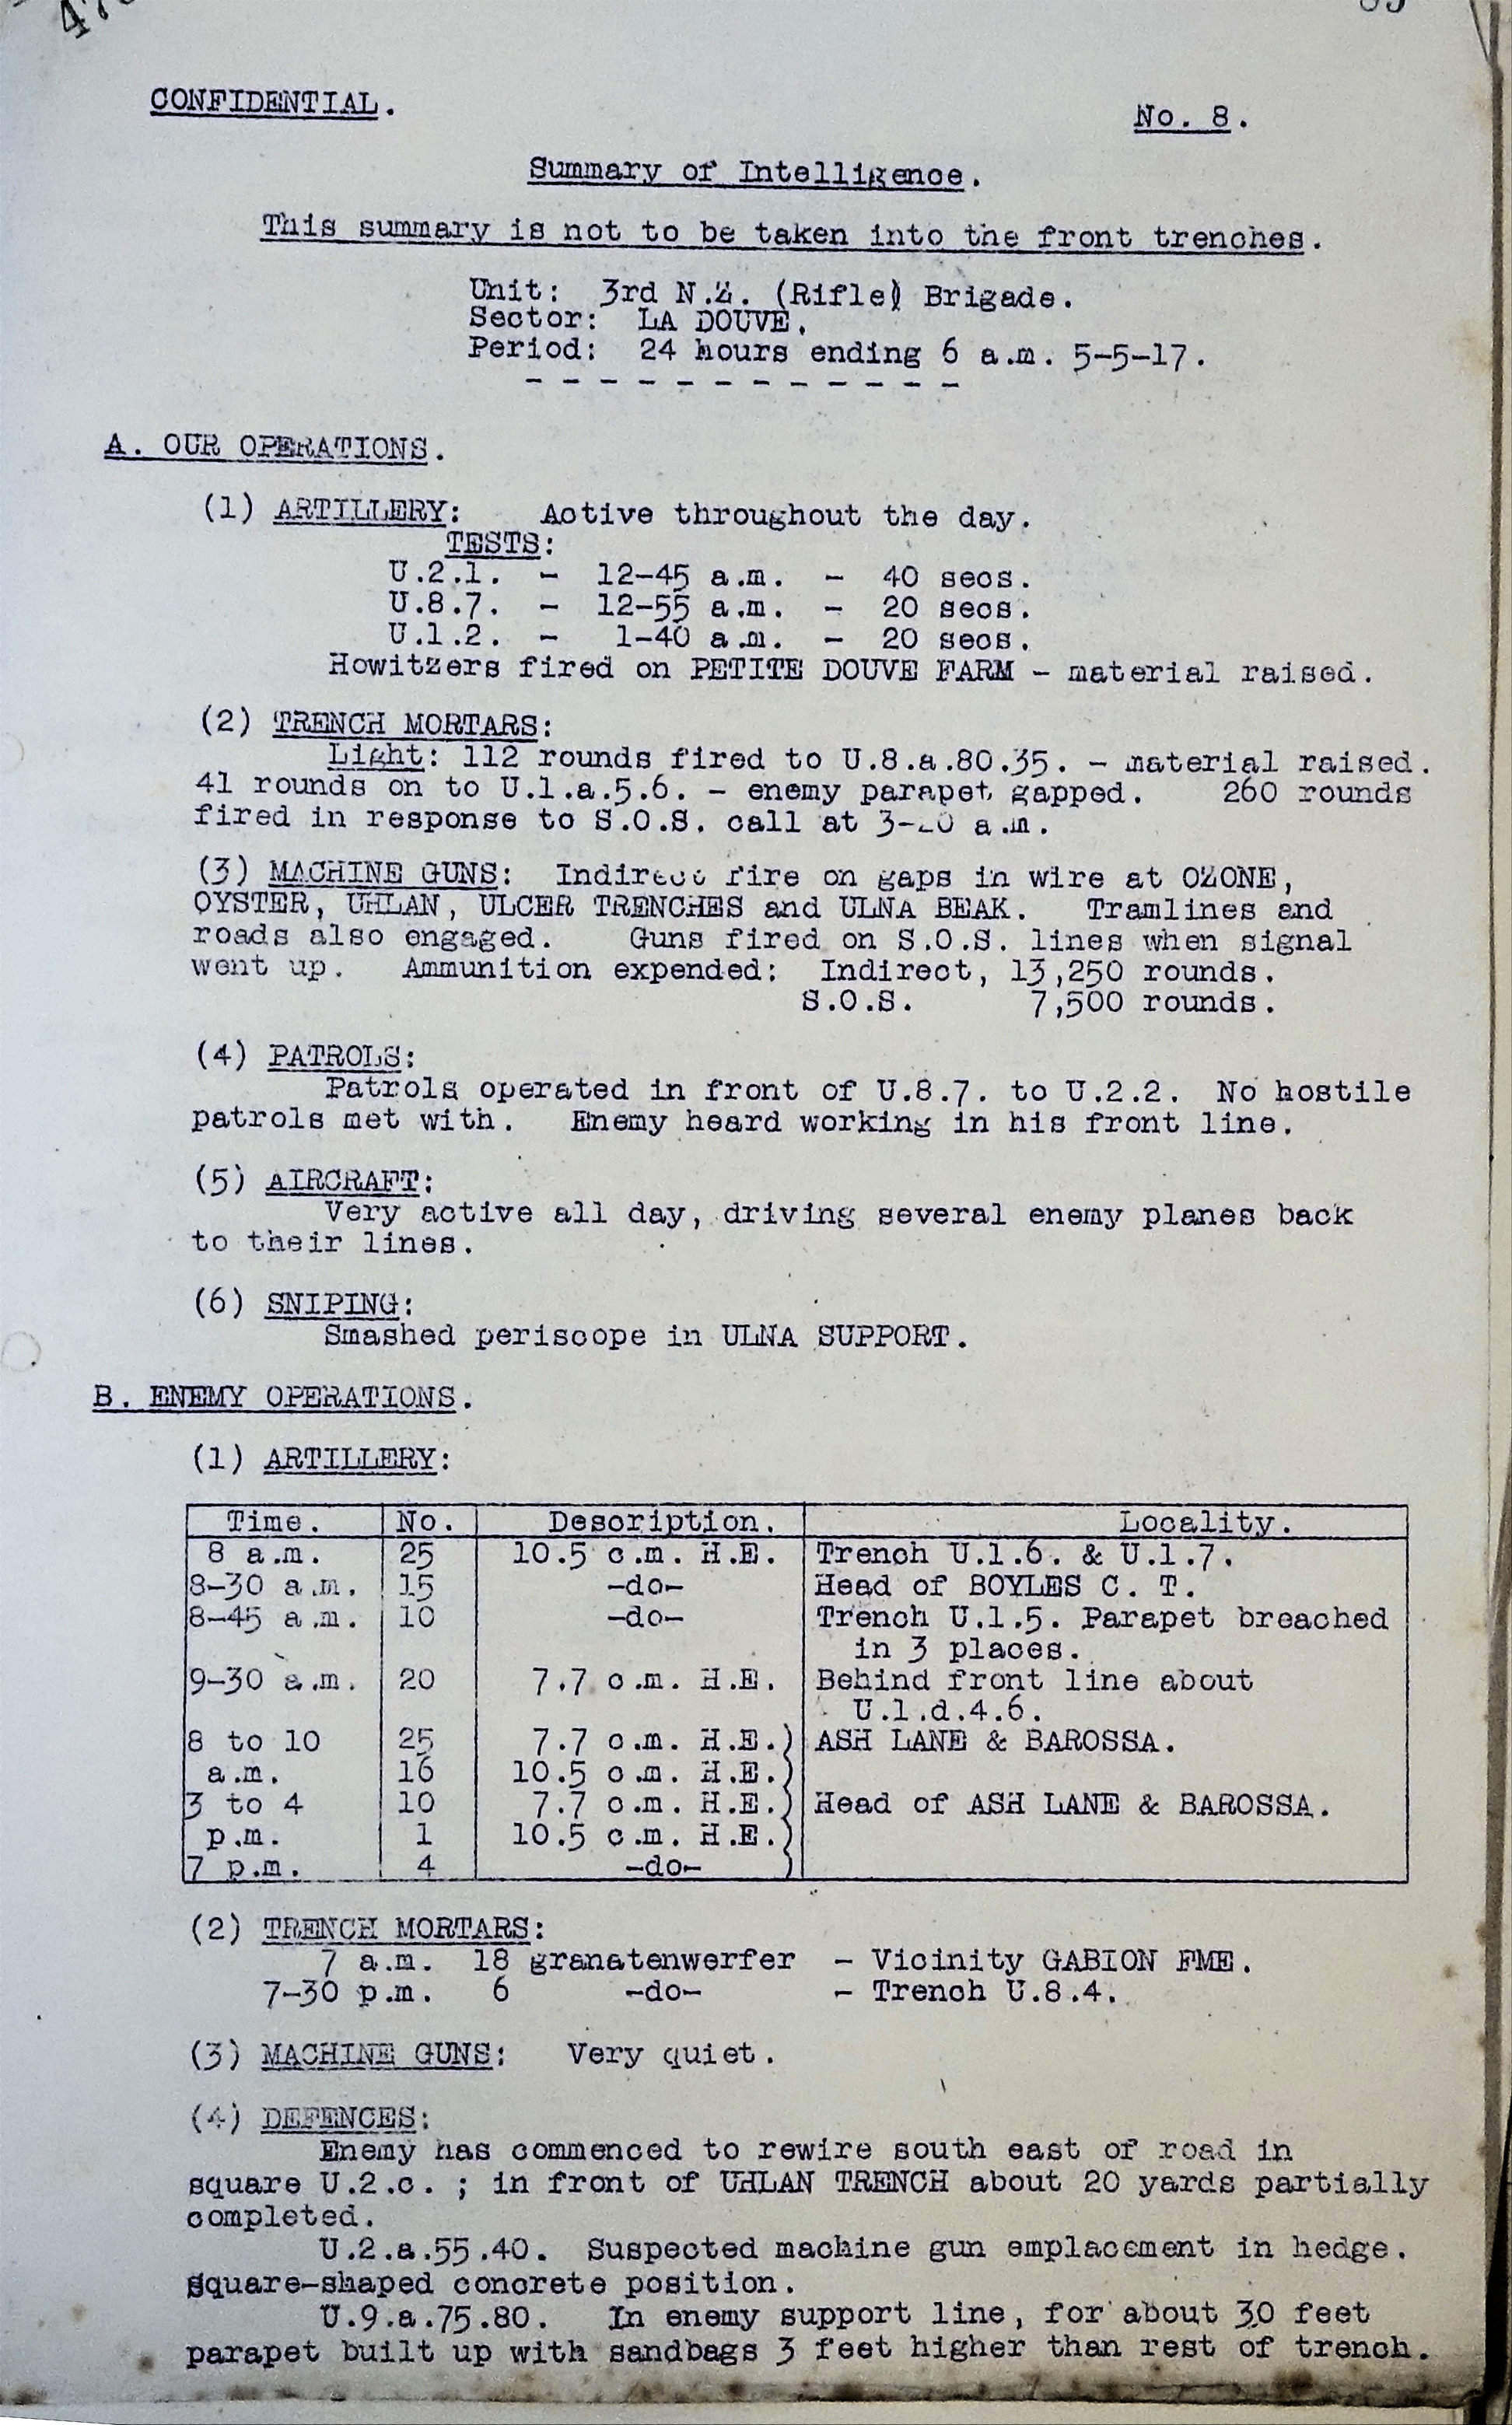 CONFIDENTIAL.
No. 8.
Summary of Intelligence.
This summary is not to be taken into the front trenches.
Unit: 3rd N.Z. (Rifle) Brigade.
Sector: LA DOUVE.
Period: 24 hours ending 6 a.m. 5-5-17.
- - - - - - - - - - - -
A. OUR OPERATIONS.
(1) ARTILLERY: Active throughout the day.
TESTS:
U.2.1. - 12-45 a.m. - 40 secs.
U.8.7. - 12-55 a.m. - 20 secs.
U.1.2. - 1-40 a.m. - 20 secs.
Howitzers fired on PETITE DOUVE FARM - material raised.
(2) TRENCH MORTARS:
Light: 112 rounds fired to U.8.a.80.35. - material raised.
41 rounds on to U.1.a.5.6. - enemy parapet gapped. 260 rounds
fired in response to S.O.S. call at a.m.
(3) MACHINE GUNS: Indirect fire on gaps in wire at OZONE,
OYSTER, UHLAN, ULCER TRENCHES and ULNA BEAK. Tramlines and
roads also engaged. Guns fired on S.O.S. lines when signal
went up. Ammunition expended: Indirect, 13,250 rounds.
S.O.S. 7,500 rounds.
(4) PATROLS:
Patrols operated in front of U.8.7. to U.2.2. No hostile
patrols met with. Enemy heard working in his front line.
(5) AIRCRAFT:
Very active all day, driving several enemy planes back
to their lines.
(6) SNIPING:
Smashed periscope in ULNA SUPPORT.
B. ENEMY OPERATIONS.
(1) ARTILLERY:
Time. No. Description. Locality.
8 a.m. 25 10.5 c.m. H.E. Trench U.1.6. & U.1.7.
8-30 a.m. 15 -do- Head of BOYLES C. T.
8-45 a.m. 10 -do- Trench U.1.5. Parapet breached
in 3 places.
9-30 a.m. 20 7.7 c.m. H.E. Behind front line about
U.1.d.4.6.
8 to 10 25 7.7 c.m. H.E.) ASH LANE & BAROSSA.
a.m. 16 10.5 c.m. H.E.)
3 to 4 10 7.7 c.m. H.E.) Head of ASH LANE & BAROSSA.
p.m. 1 10.5 c.m. H.E.)
7 p.m. 4 -do- )
(2) TRENCH MORTARS:
7 a.m. 18 granatenwerfer - Vicinity GABION FME.
7-30 p.m. 6 -do- - Trench U.8.4.
(3) MACHINE GUNS: Very quiet.
(4) DEFENCES:
Enemy has commenced to rewire south east of road in
square U.2.c. ; in front of UHLAN TRENCH about 20 yards partially
completed.
U.2.a.55.40. Suspected machine gun emplacement in hedge.
Square-shaped concrete position.
U.9.a.75.80. In enemy support line, for about 30 feet
parapet built up with sandbags 3 feet higher than rest of trench.